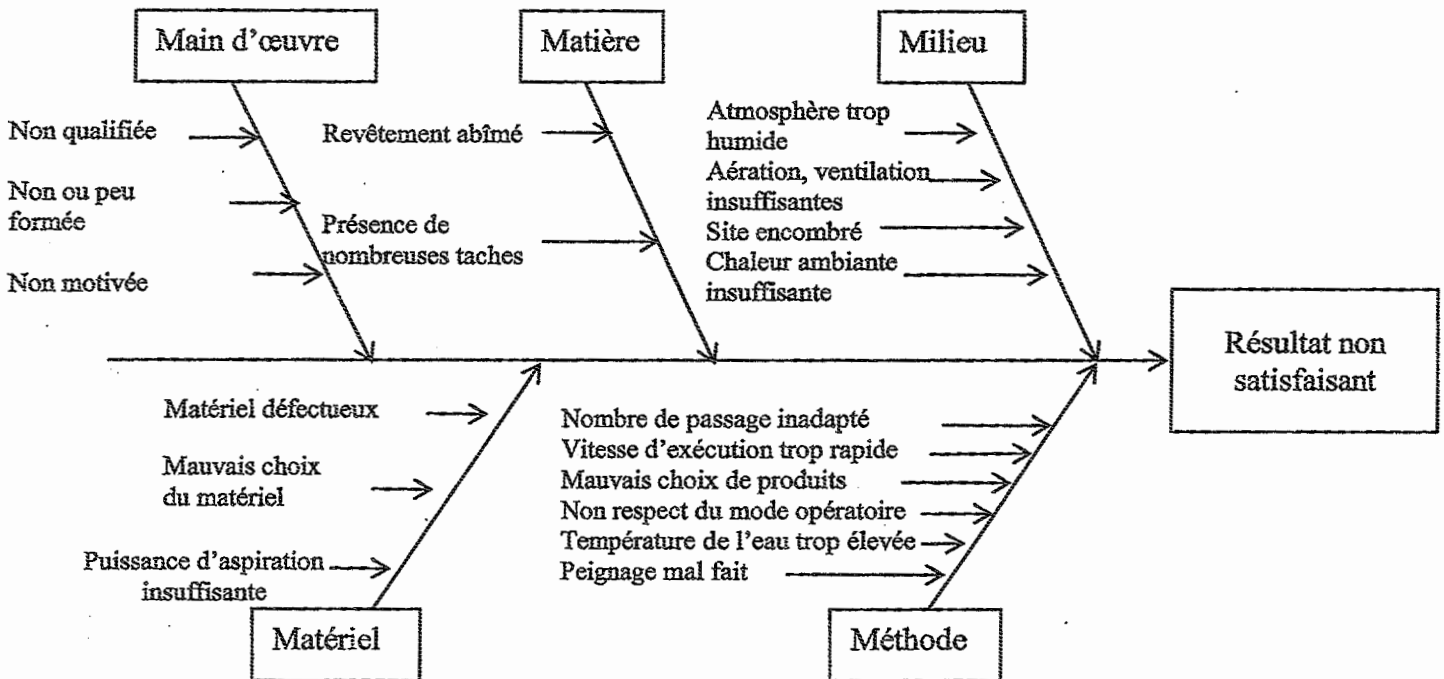 Main d'œuvre
Matière
Milieu
Non qualifiée
Non ou peu
formée
Non motivée
Revêtement abîmé
Présence de
nombreuses taches
Atmosphère trop
humide
Aération, ventilation
insuffisantes
Site encombré
Chaleur ambiante
insuffisante
Résultat non
satisfaisant
Matériel défectueux
Mauvais choix
du matériel
Puissance d'aspiration
insuffisante
Nombre de passage inadapté
Vitesse d'exécution trop rapide
Mauvais choix de produits
Non respect du mode opératoire
Température de l'eau trop élevée
Peignage mal fait
Matériel
Méthode